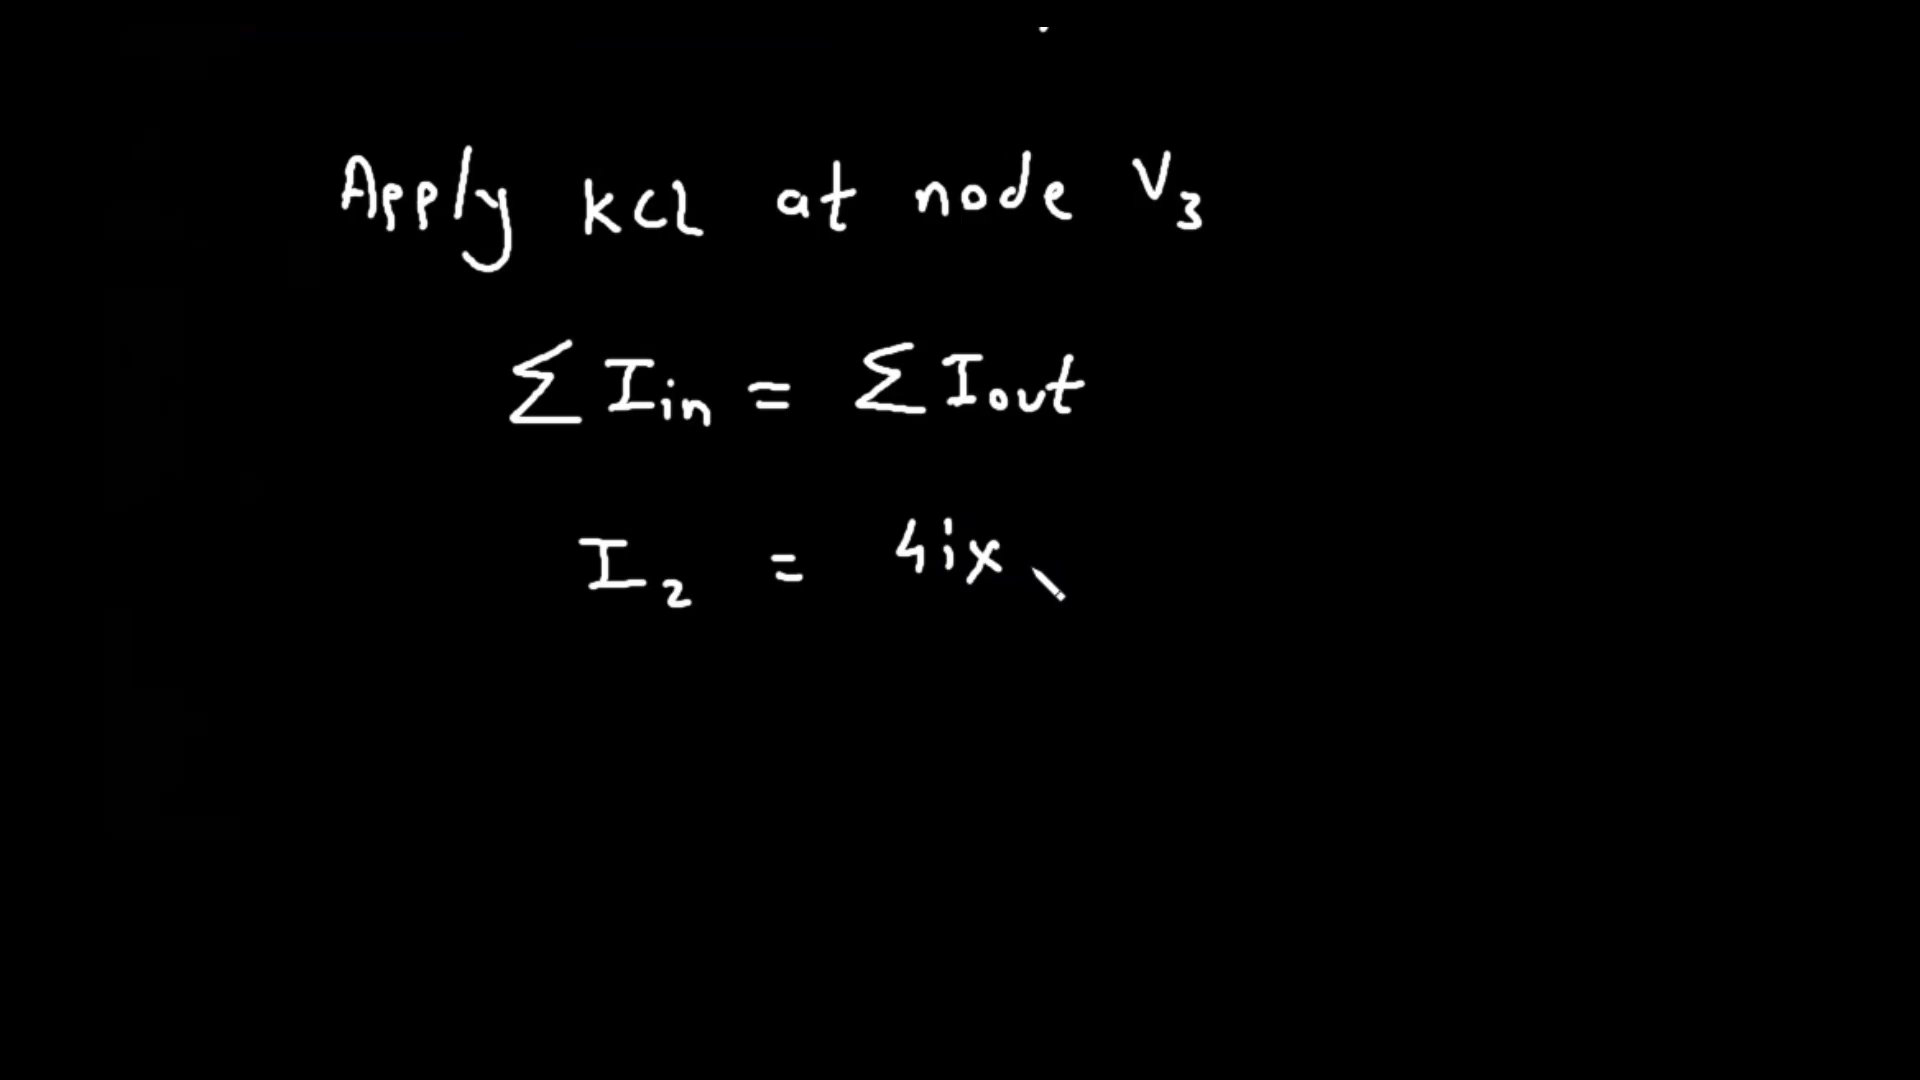 Apply KCL at node V₃
∑ Iin = ∑ Iout
I₂ = 4ix